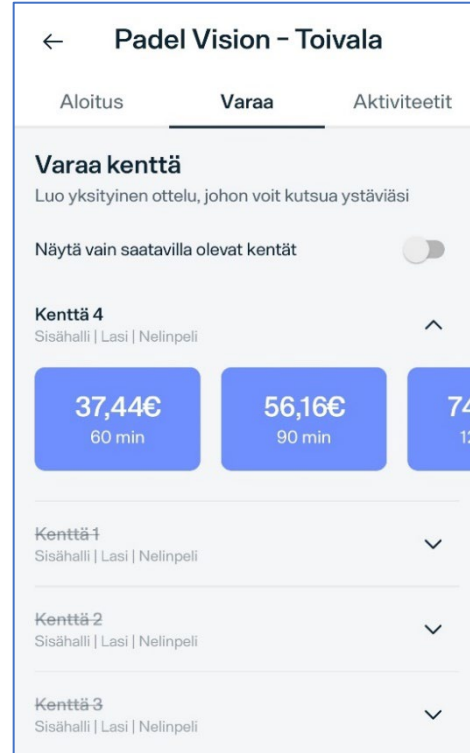 Padel Vision – Toivala
Aloitus Varaa Aktiviteetit
Varaa kenttä
Luo yksityinen ottelu, johon voit kutsua ystäviäsi
Näytä vain saatavilla olevat kentät
Kenttä 4
Sisähalli | Lasi | Nelinpeli
37,44€ 56,16€
60 min 90 min
Kenttä 1
Sisähalli | Lasi | Nelinpeli
Kenttä 2
Sisähalli | Lasi | Nelinpeli
Kenttä 3
Sisähalli | Lasi | Nelinpeli